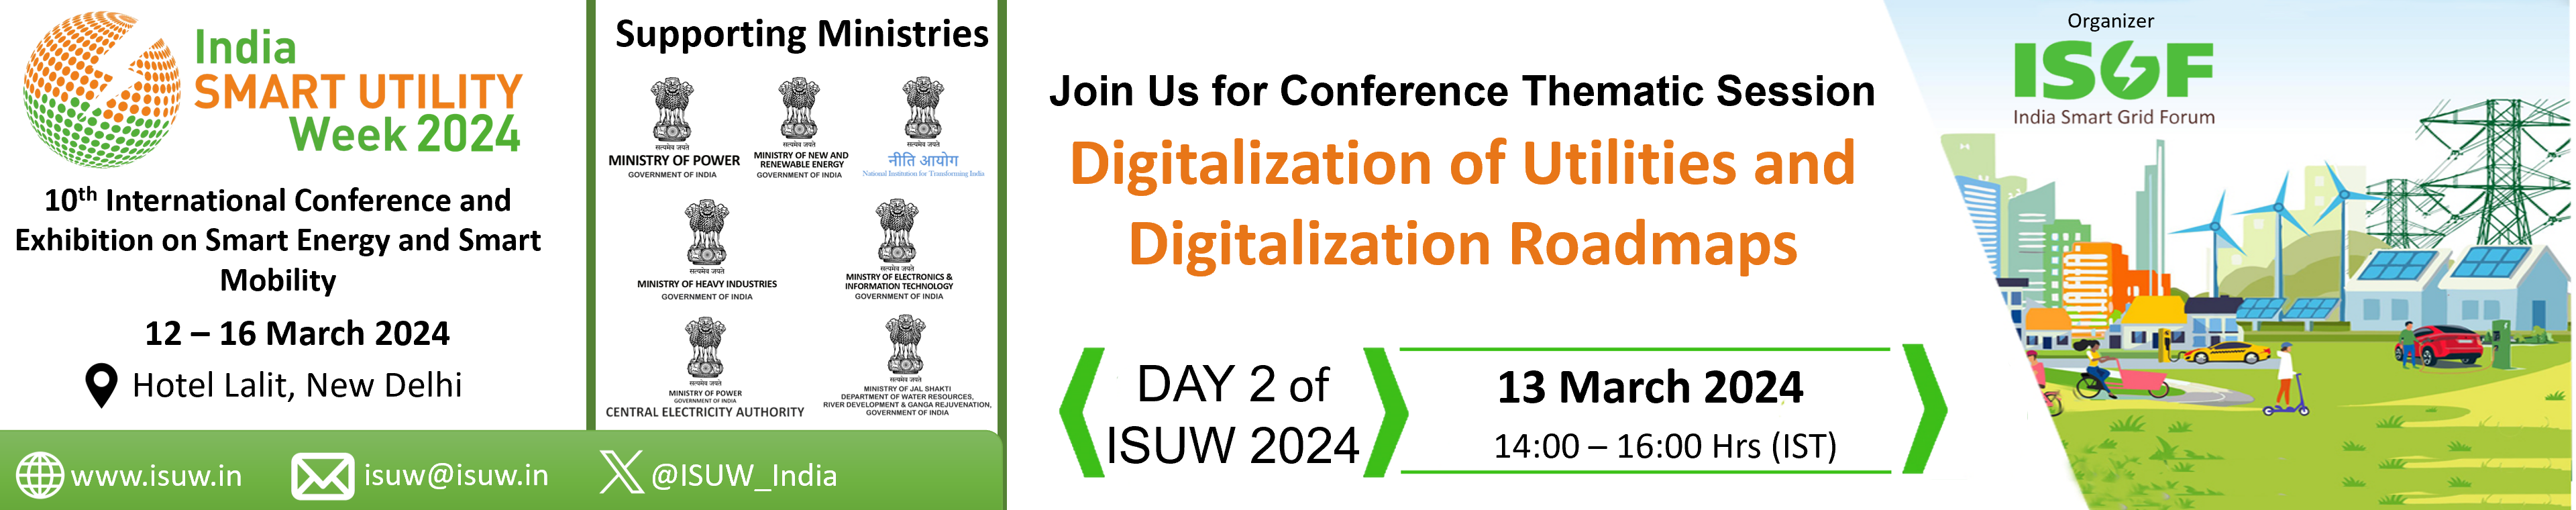 India
SMART UTILITY
Week 2024
10th International Conference and
Exhibition on Smart Energy and Smart
Mobility
12 – 16 March 2024
Hotel Lalit, New Delhi
www.isuw.in
isuw@isuw.in
@ISUW_India
Supporting Ministries
सत्यमेव जयते
MINISTRY OF POWER
GOVERNMENT OF INDIA
सत्यमेव जयते
MINISTRY OF NEW AND
RENEWABLE ENERGY
GOVERNMENT OF INDIA
सत्यमेव जयते
नीति आयोग
National Institution for Transforming India
सत्यमेव जयते
MINISTRY OF HEAVY INDUSTRIES
GOVERNMENT OF INDIA
सत्यमेव जयते
MINISTRY OF ELECTRONICS &
INFORMATION TECHNOLOGY
GOVERNMENT OF INDIA
सत्यमेव जयते
MINISTRY OF POWER
GOVERNMENT OF INDIA
CENTRAL ELECTRICITY AUTHORITY
सत्यमेव जयते
MINISTRY OF JAL SHAKTI
DEPARTMENT OF WATER RESOURCES,
RIVER DEVELOPMENT & GANGA REJUVENATION,
GOVERNMENT OF INDIA
Join Us for Conference Thematic Session
Digitalization of Utilities and
Digitalization Roadmaps
DAY 2 of
ISUW 2024
13 March 2024
14:00 – 16:00 Hrs (IST)
Organizer
ISGF
India Smart Grid Forum